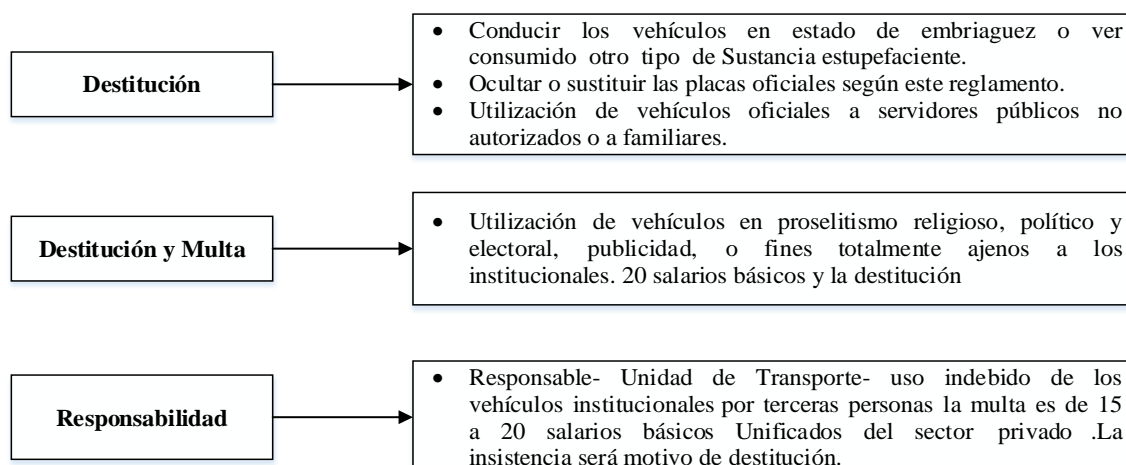 Destitución
• Conducir los vehículos en estado de embriaguez o ver
consumido otro tipo de Sustancia estupefaciente.
• Ocultar o sustituir las placas oficiales según este reglamento.
• Utilización de vehículos oficiales a servidores públicos no
autorizados o a familiares.
Destitución y Multa
• Utilización de vehículos en proselitismo religioso, político y
electoral, publicidad, o fines totalmente ajenos a los
institucionales. 20 salarios básicos y la destitución
Responsabilidad
• Responsable- Unidad de Transporte- uso indebido de los
vehículos institucionales por terceras personas la multa es de 15
a 20 salarios básicos Unificados del sector privado .La
insistencia será motivo de destitución.